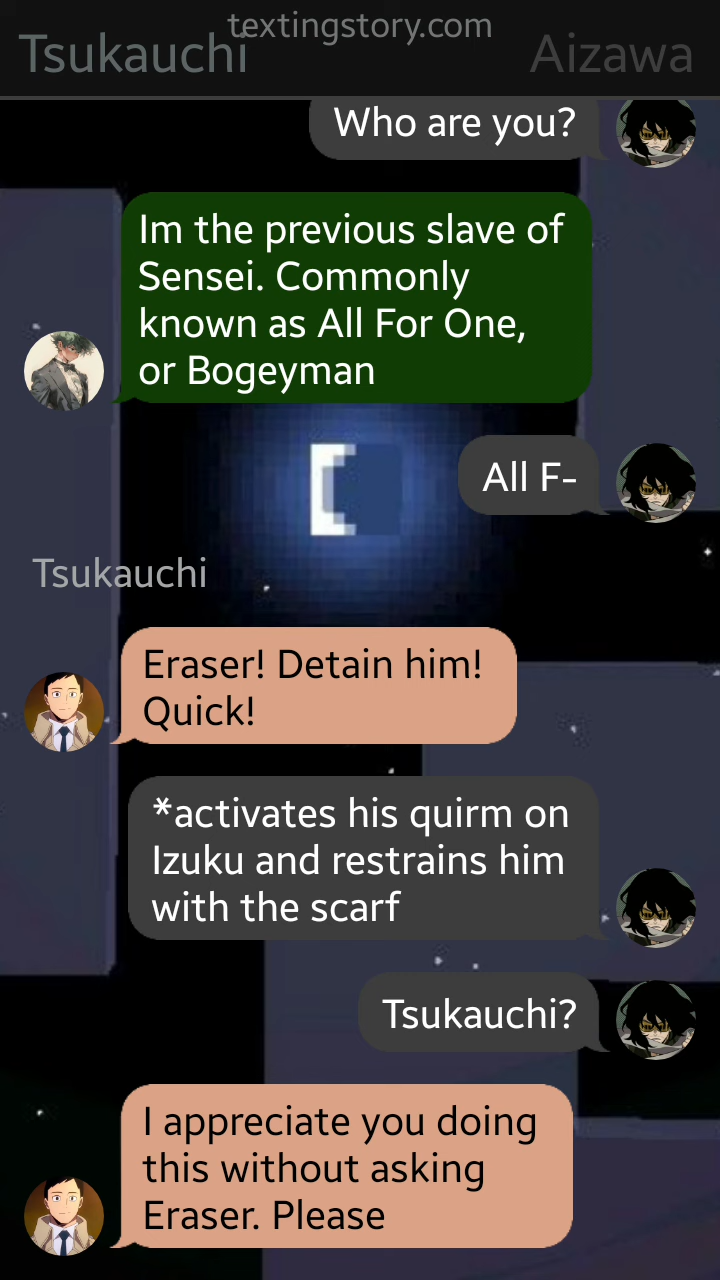 textingstory.com
Tsukauchi
Aizawa
Who are you?
Im the previous slave of
Sensei. Commonly
known as All For One,
or Bogeyman
All F-
Tsukauchi
Eraser! Detain him!
Quick!
*activates his quirm on
Izuku and restrains him
with the scarf
Tsukauchi?
I appreciate you doing
this without asking
Eraser. Please